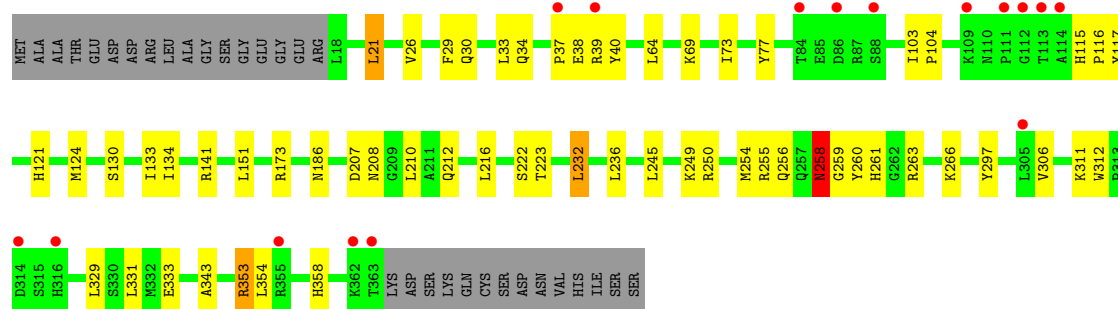 MET ALA ALA THR GLU ASP ASP ARG LEU ALA GLY SER GLY GLU GLY GLU ARG L18 L21 V26 F29 Q30 L33 Q34 P37 E38 R39 Y40 L64 K69 I73 Y77 T84 E85 D86 R87 S88 I103 P104 K109 N110 P111 G112 T113 A114 H115 P116 Y117
H121 M124 S130 I133 I134 R141 L151 R173 N186 D207 N208 G209 L210 A211 Q212 L216 S222 T223 L232 L236 L245 K249 R250 M254 R255 Q256 Q257 N258 G259 Y260 H261 G262 R263 K266 Y297 L305 V306 K311 W312
D314 S315 H316 L329 S330 L331 M332 E333 A343 R353 L354 R355 H358 K362 T363 LYS ASP SER LYS GLN CYS SER ASP ASN VAL HIS ILE SER SER